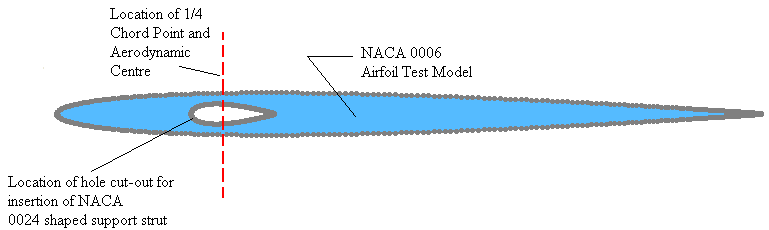 Location of 1/4
Chord Point and
Aerodynamic
Centre
NACA 0006
Airfoil Test Model
Location of hole cut-out for
insertion of NACA
0024 shaped support strut